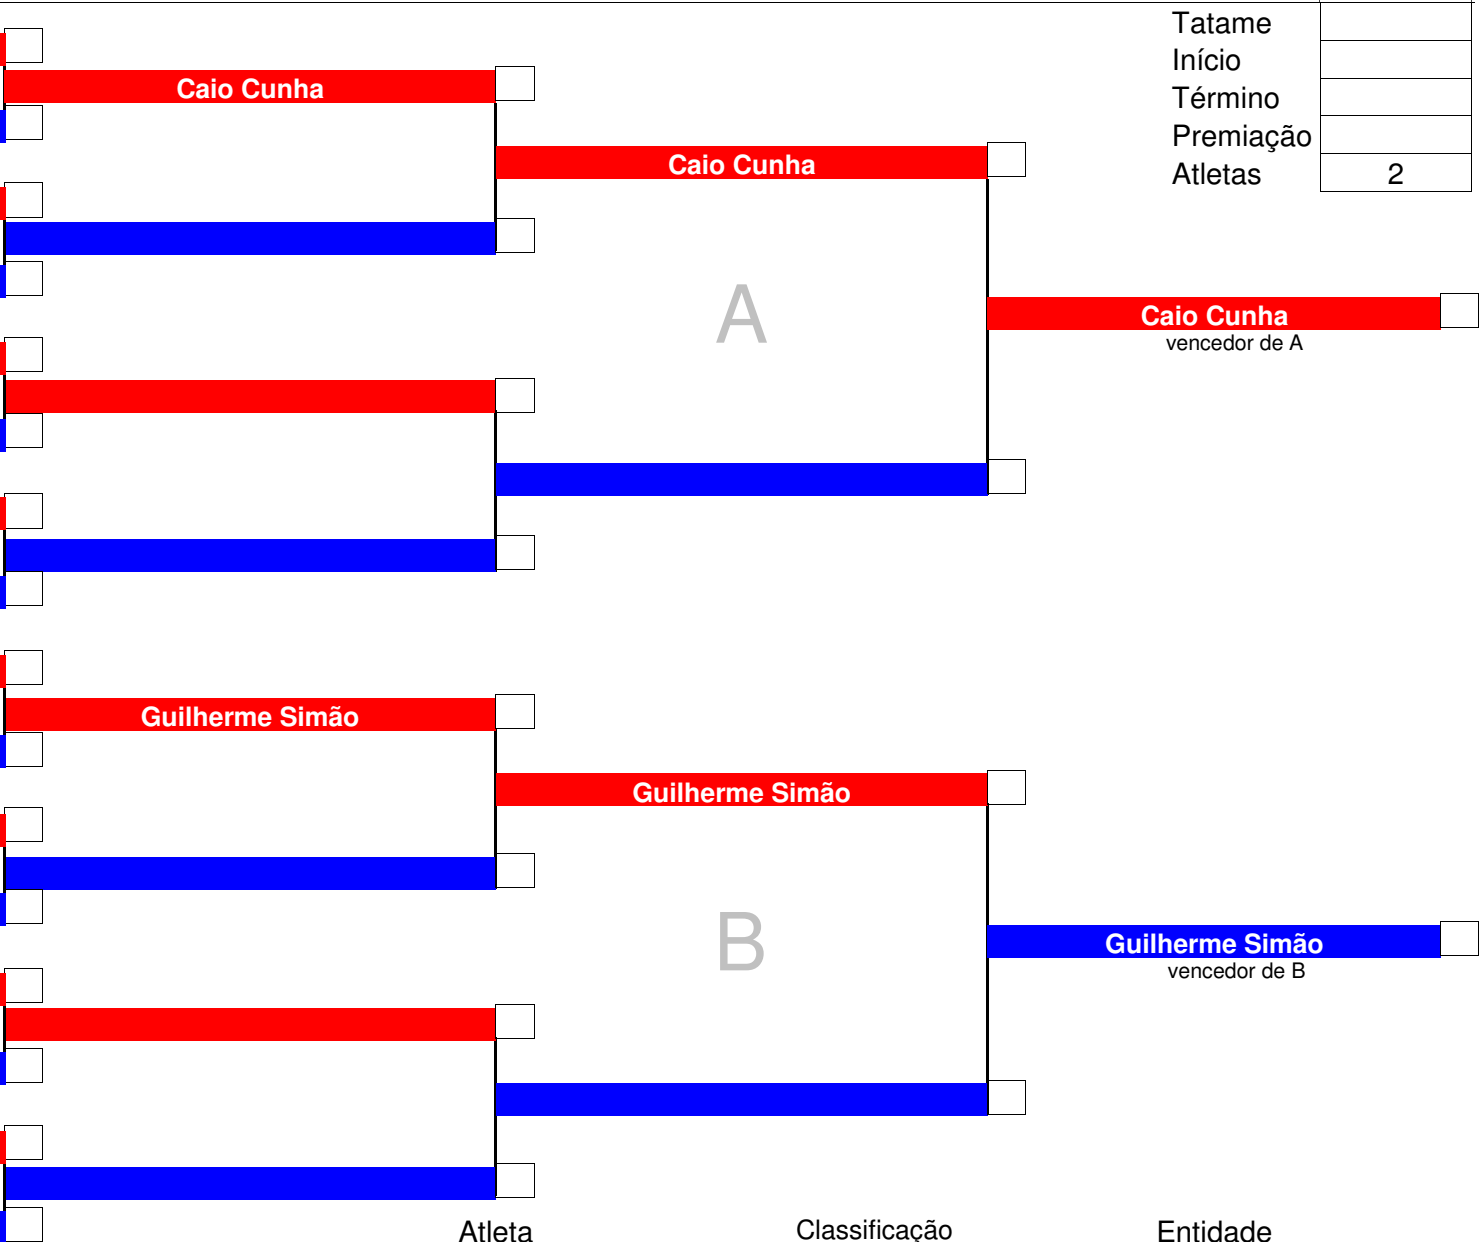 Tatame
Início
Caio Cunha
Término
Premiação
Caio Cunha
Atletas 2
A
Caio Cunha
vencedor de A
Guilherme Simão
Guilherme Simão
B
Guilherme Simão
vencedor de B
Atleta Classificação Entidade